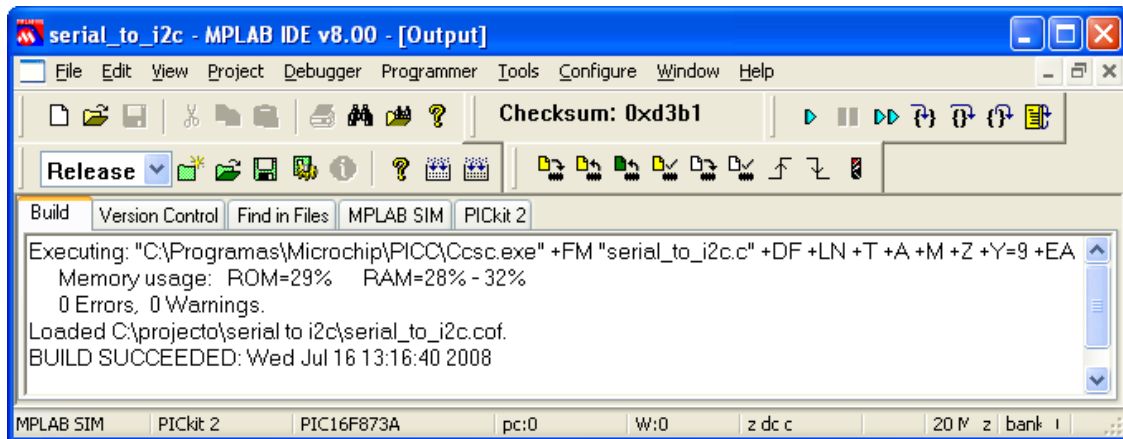 serial_to_i2c - MPLAB IDE v8.00 - [Output]
File Edit View Project Debugger Programmer Tools Configure Window Help
Checksum: 0xd3b1
Release
Build Version Control Find in Files MPLAB SIM PICkit 2
Executing: "C:\Programas\Microchip\PICC\Ccsc.exe" +FM "serial_to_i2c.c" +DF +LN +T +A +M +Z +Y=9 +EA
Memory usage: ROM=29% RAM=28% - 32%
0 Errors, 0 Warnings.
Loaded C:\projecto\serial to i2c\serial_to_i2c.cof.
BUILD SUCCEEDED: Wed Jul 16 13:16:40 2008
MPLAB SIM PICkit 2 PIC16F873A pc:0 W:0 z dc c 20 z bank